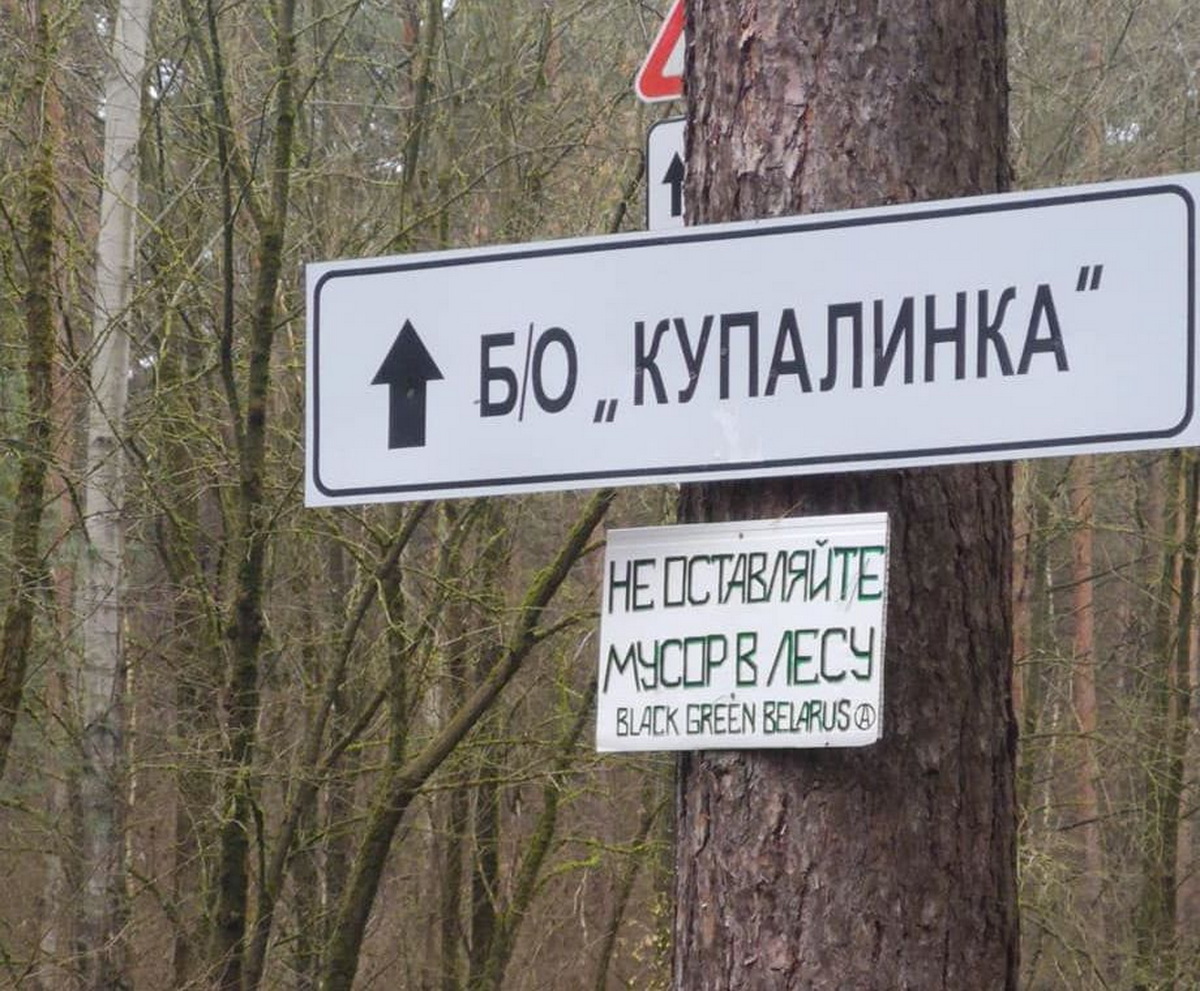 Б/О „КУПАЛИНКА"
НЕ ОСТАВЛЯЙТЕ
МУСОР В ЛЕСУ
BLACK GREEN BELARUS Ⓐ